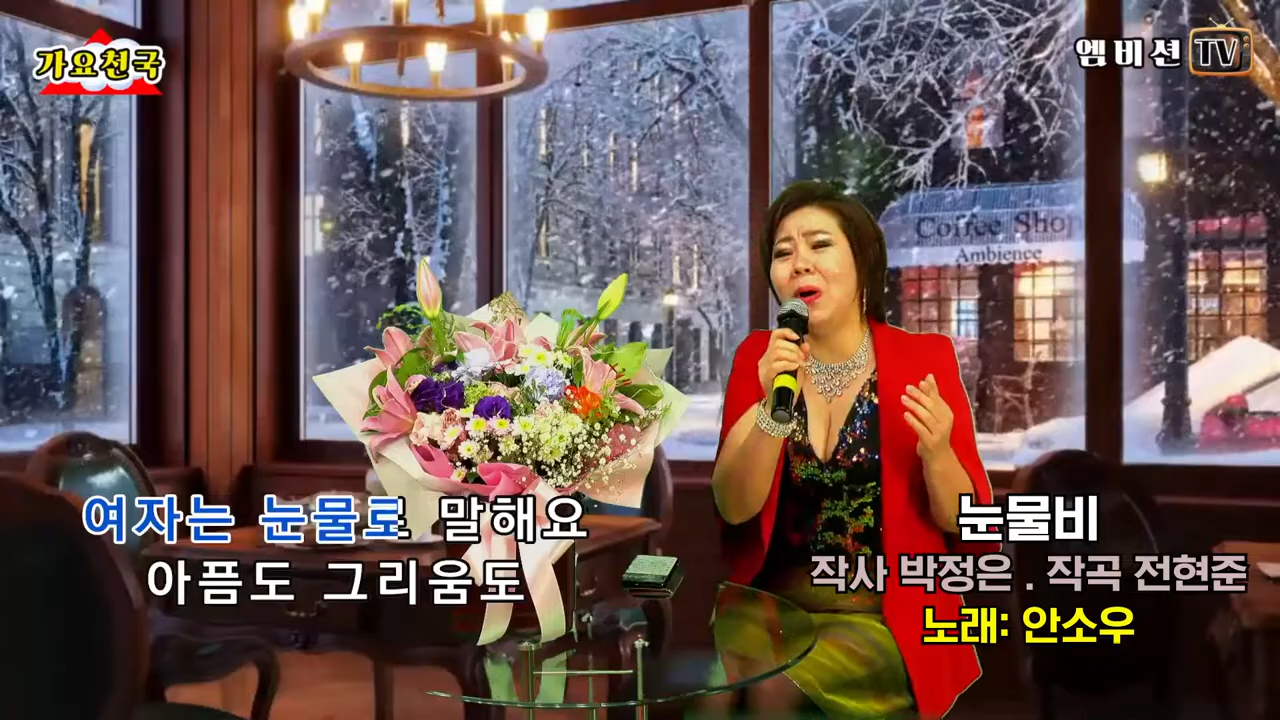 가요천국
엠비션 TV
Coffee Shop
Ambience
여자는 눈물로 말해요
아픔도 그리움도
눈물비
작사 박정은 . 작곡 전현준
노래: 안소우